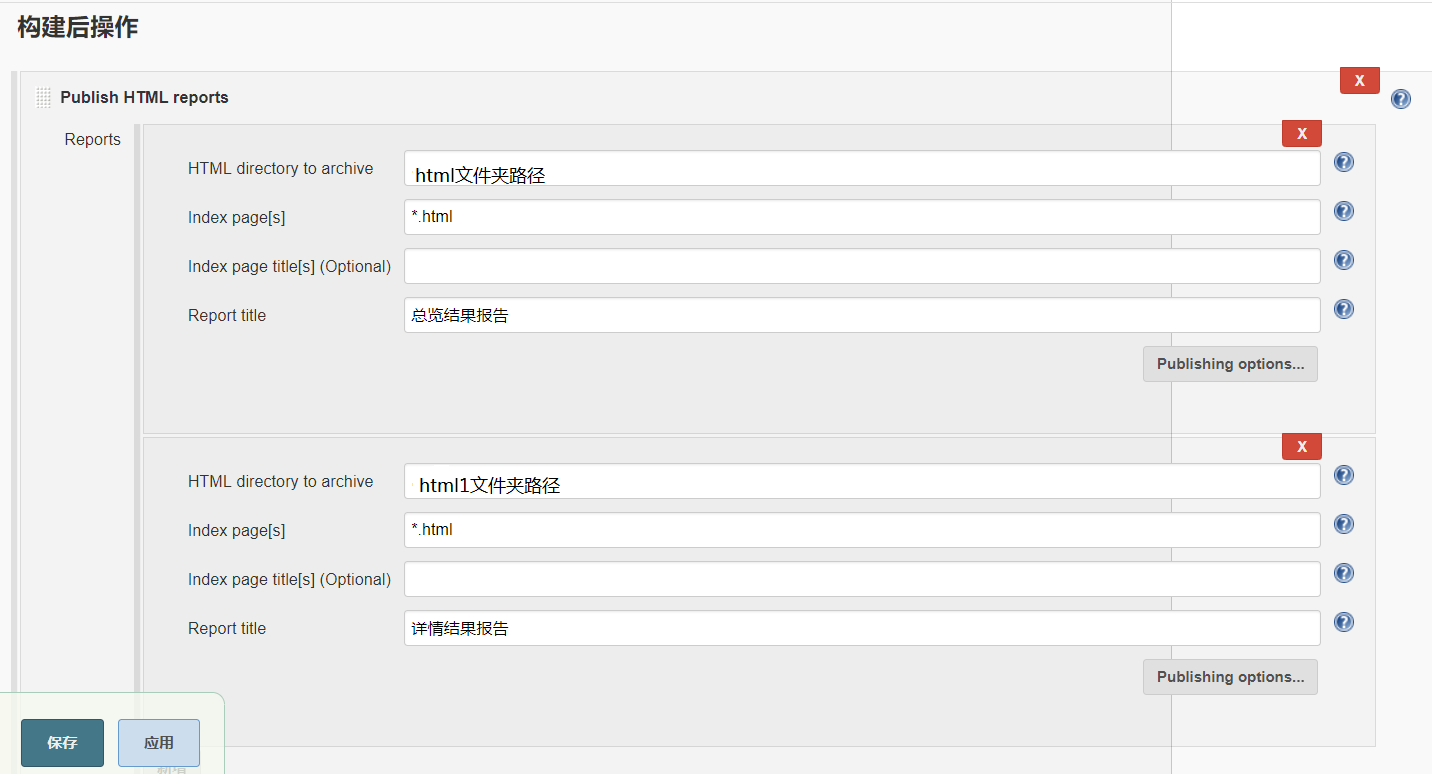 构建后操作
X
Publish HTML reports
Reports
X
HTML directory to archive
html文件夹路径
Index page[s]
*.html
Index page title[s] (Optional)
Report title
总览结果报告
Publishing options...
X
HTML directory to archive
html1文件夹路径
Index page[s]
*.html
Index page title[s] (Optional)
Report title
详情结果报告
Publishing options...
保存
应用